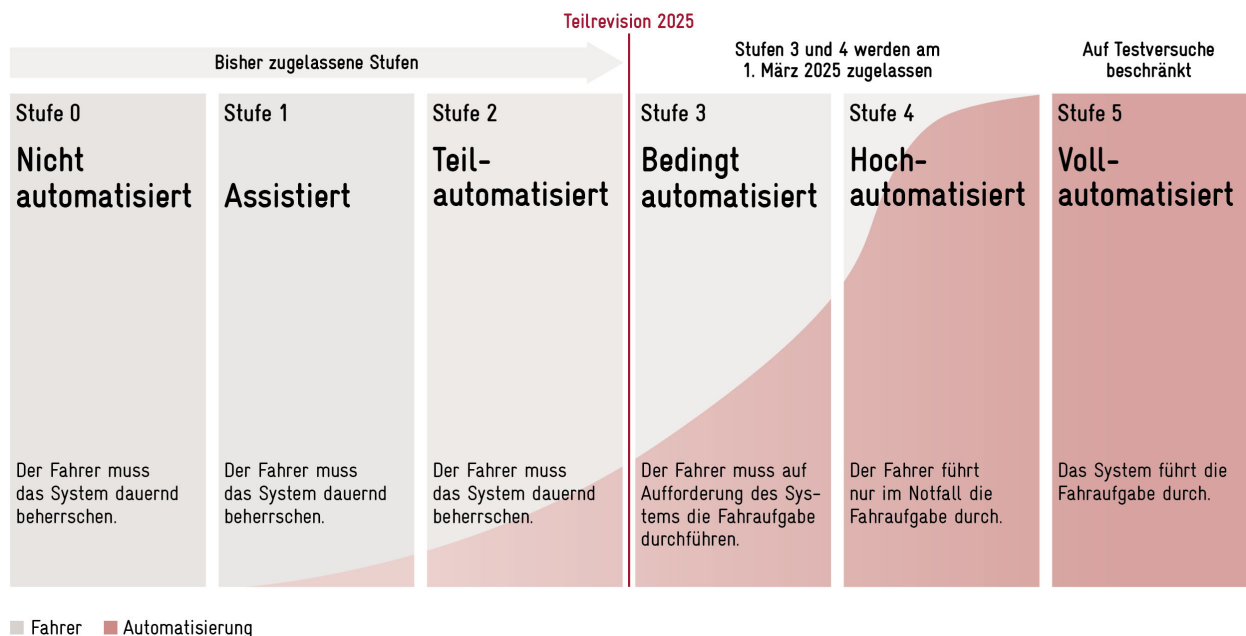 Teilrevision 2025
Bisher zugelassene Stufen
Stufen 3 und 4 werden am
1. März 2025 zugelassen
Auf Testversuche
beschränkt
Stufe 0
Nicht
automatisiert
Der Fahrer muss
das System dauernd
beherrschen.
Stufe 1
Assistiert
Der Fahrer muss
das System dauernd
beherrschen.
Stufe 2
Teil-
automatisiert
Der Fahrer muss
das System dauernd
beherrschen.
Stufe 3
Bedingt
automatisiert
Der Fahrer muss auf
Aufforderung des Sys-
tems die Fahraufgabe
durchführen.
Stufe 4
Hoch-
automatisiert
Der Fahrer führt
nur im Notfall die
Fahraufgabe durch.
Stufe 5
Voll-
automatisiert
Das System führt die
Fahraufgabe durch.
Fahrer
Automatisierung